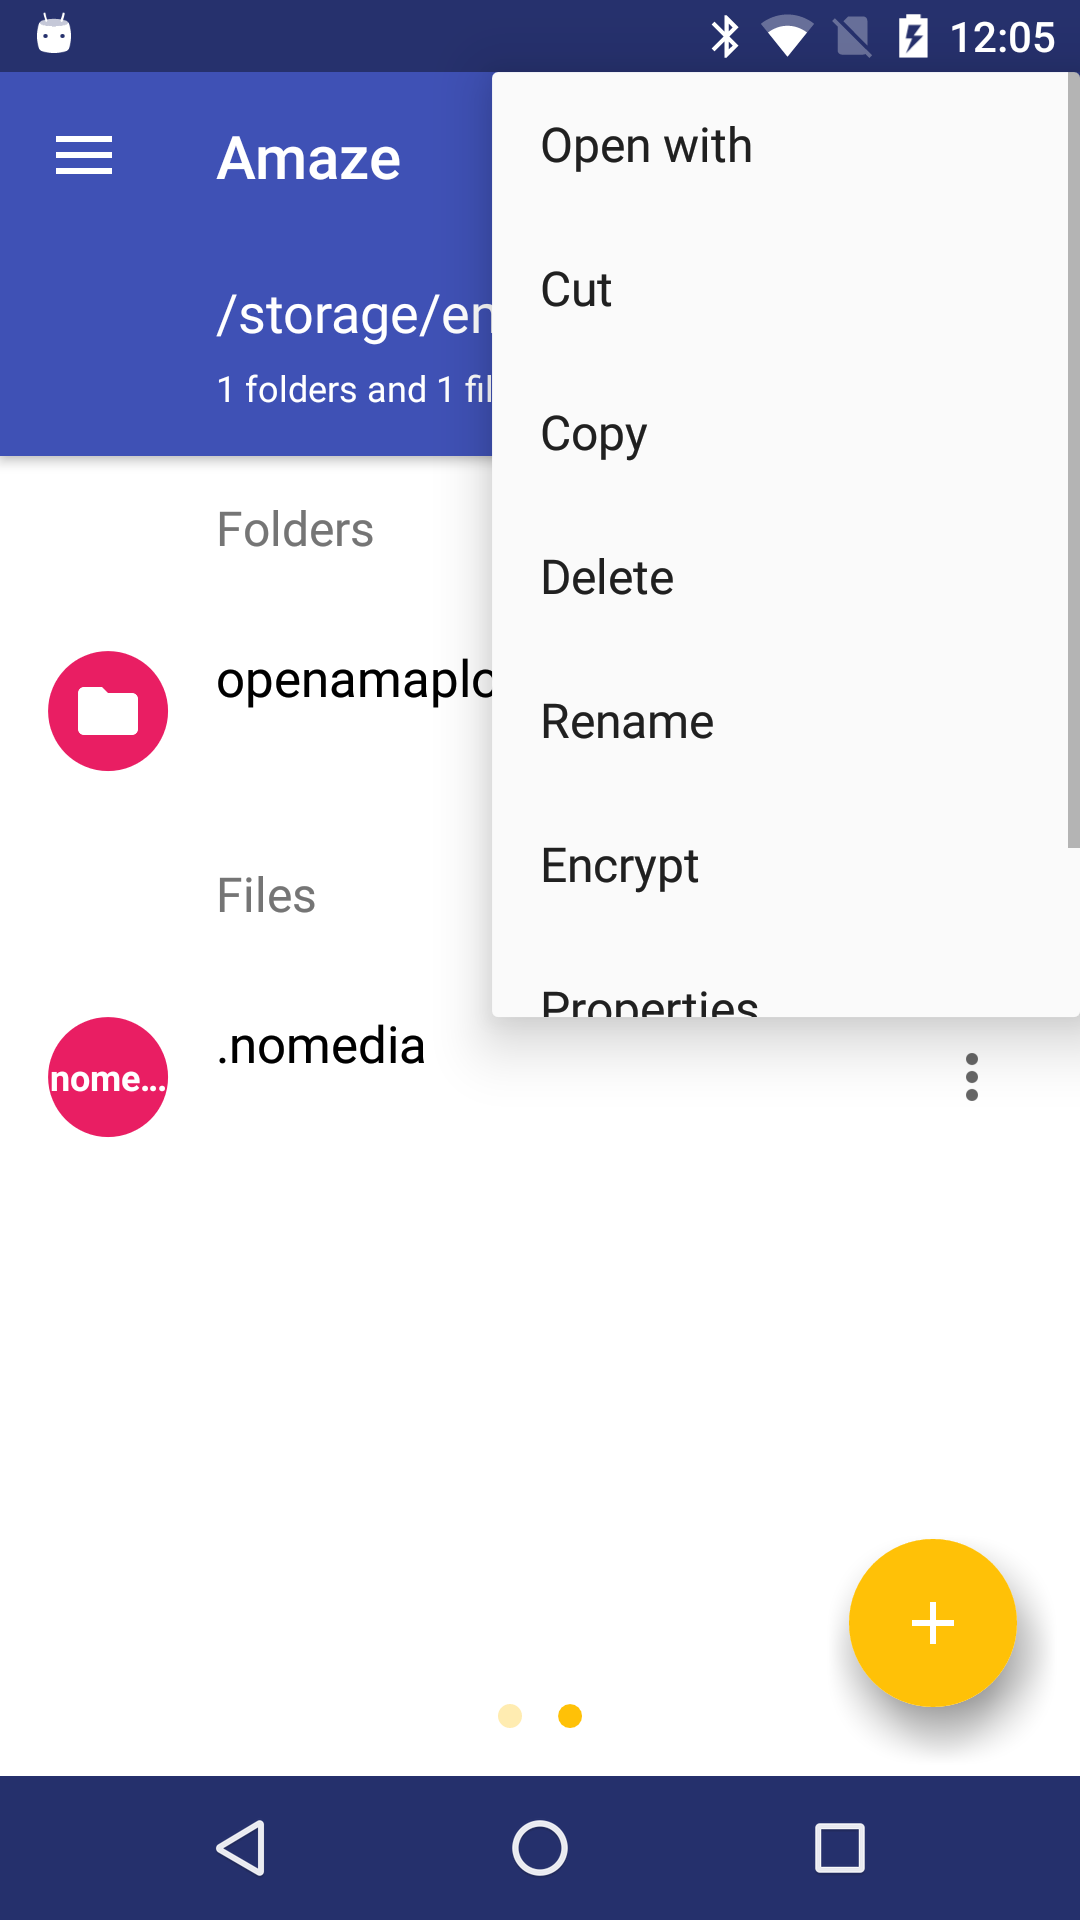 12:05
Amaze
/storage/en
1 folders and 1 fil
Open with
Cut
Copy
Delete
Rename
Encrypt
Properties
Folders
openamaplo
Files
nome...
.nomedia